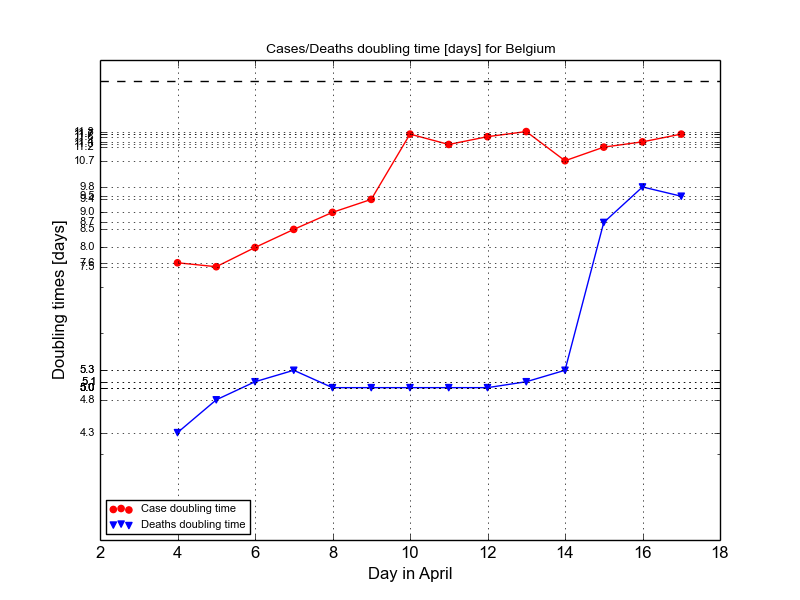 Cases/Deaths doubling time [days] for Belgium
Doubling times [days]
11.2
10.7
9.8
9.5
9.4
9.0
8.7
8.5
8.0
7.6
7.5
5.3
5.1
5.0
4.8
4.3
Case doubling time
Deaths doubling time
2 4 6 8 10 12 14 16 18
Day in April